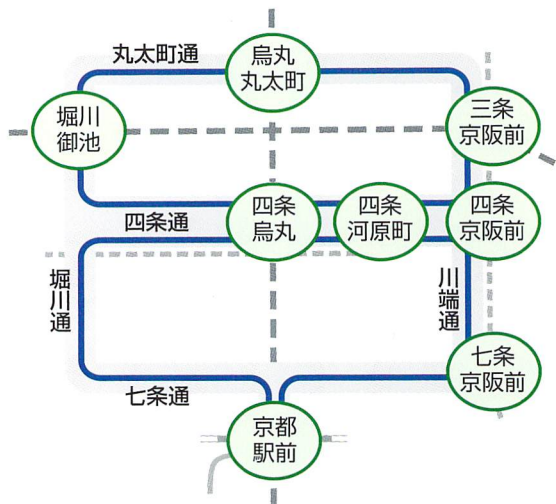 丸太町通
烏丸
丸太町
堀川
御池
三条
京阪前
四条通
四条
烏丸
四条
河原町
四条
京阪前
堀川通
川端通
七条
京阪前
七条通
京都
駅前